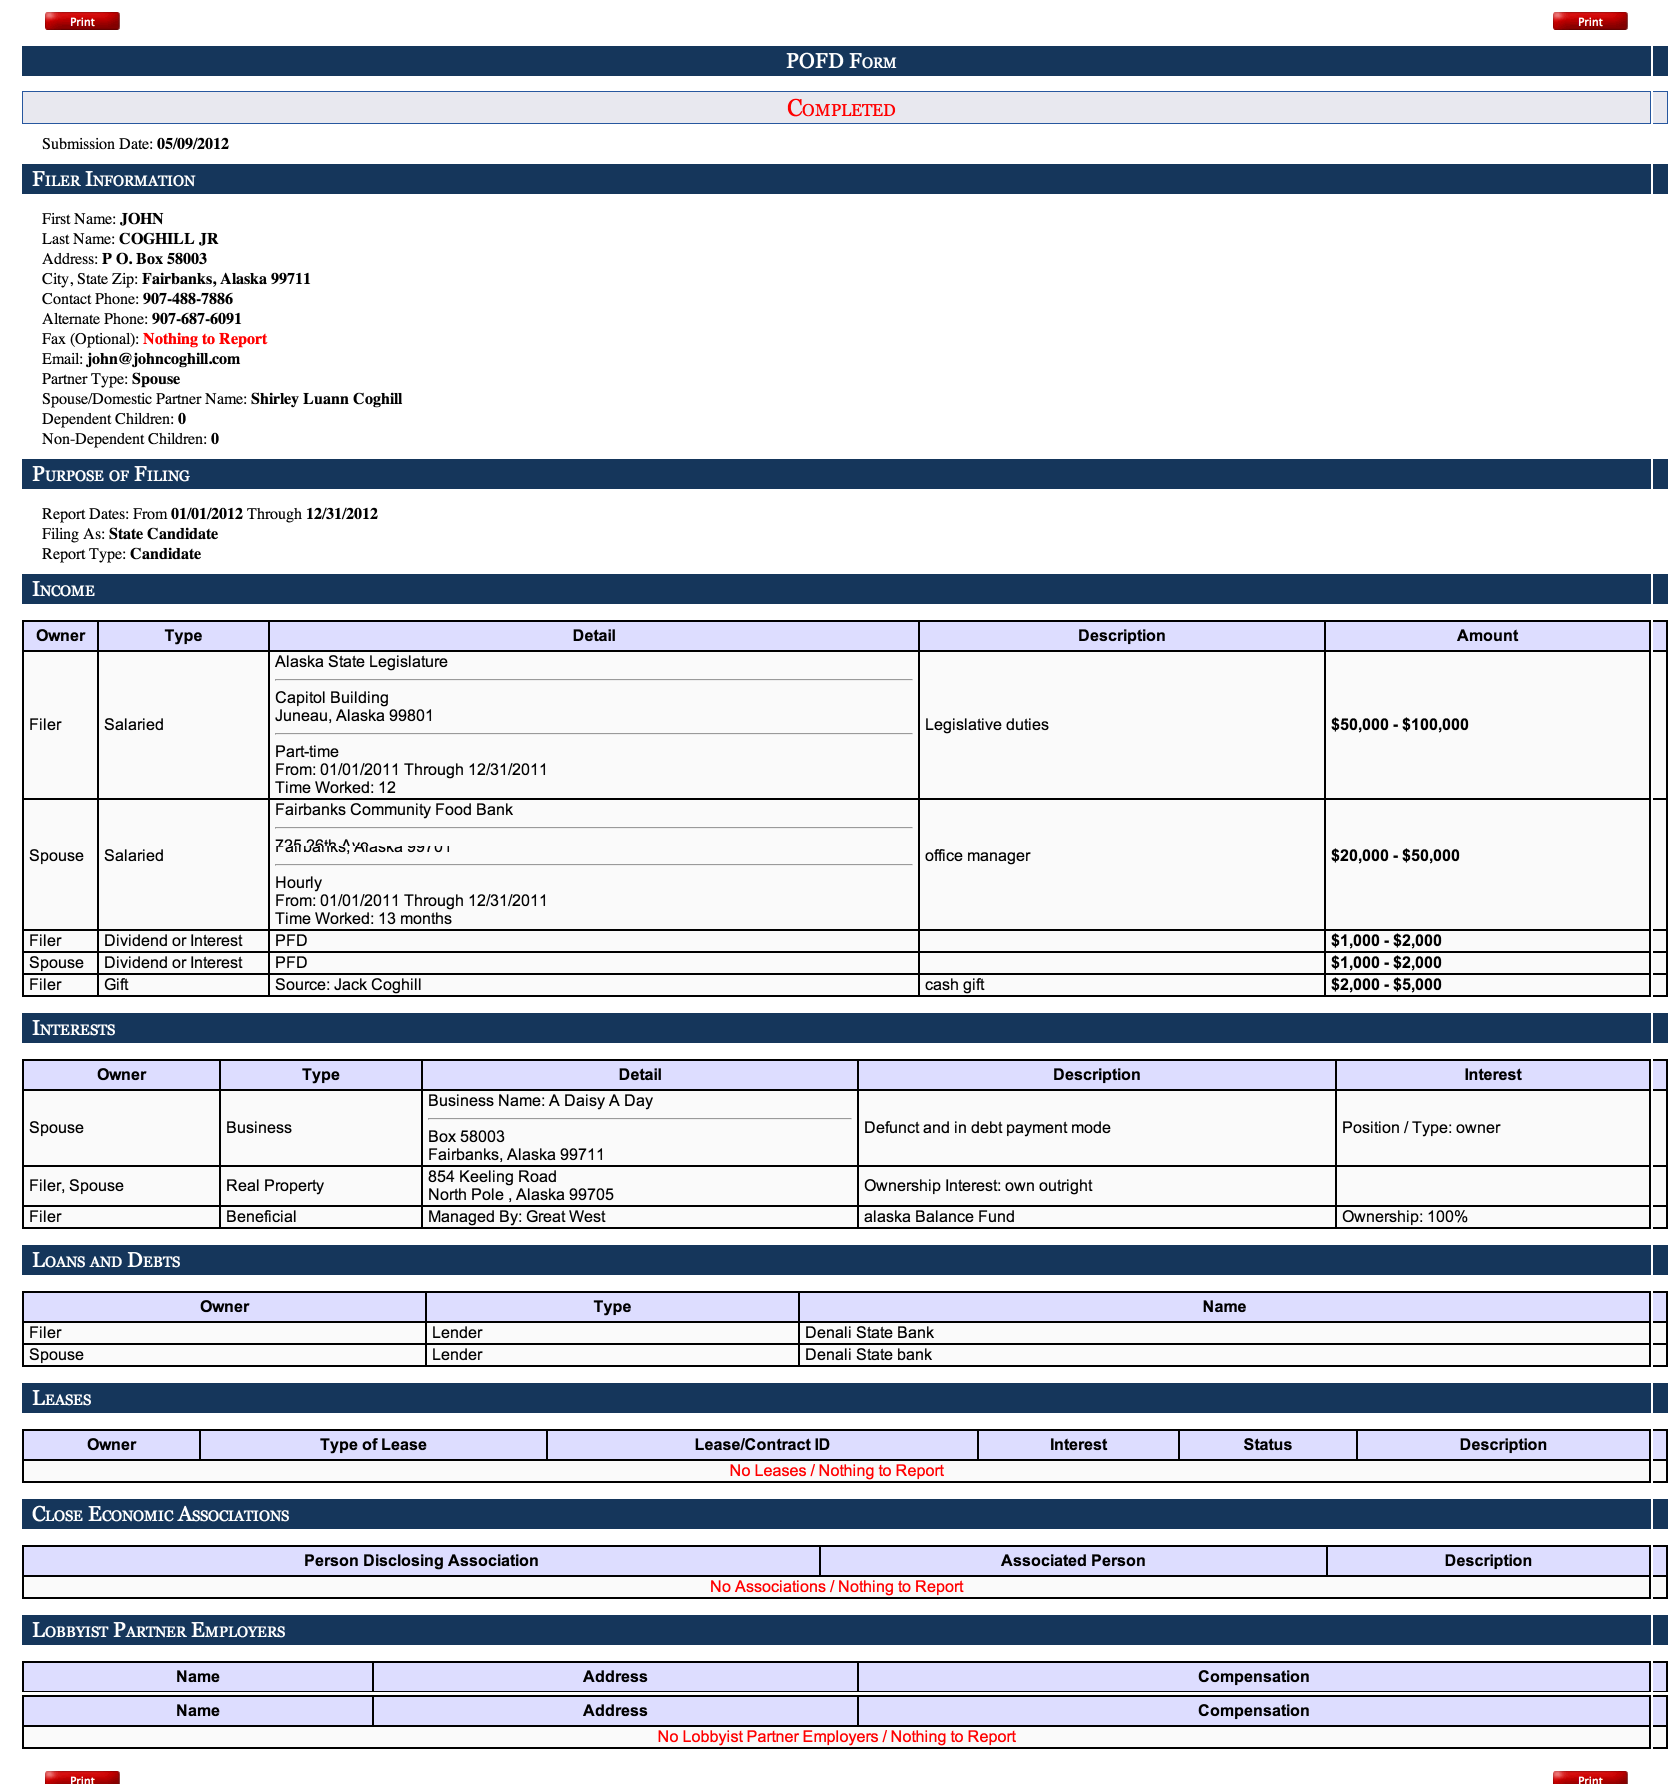 Print Print
POFD Form
Completed
Submission Date: 05/09/2012
Filer Information
First Name: JOHN
Last Name: COGHILL JR
Address: P O. Box 58003
City, State Zip: Fairbanks, Alaska 99711
Contact Phone: 907-488-7886
Alternate Phone: 907-687-6091
Fax (Optional): Nothing to Report
Email: john@johncoghill.com
Partner Type: Spouse
Spouse/Domestic Partner Name: Shirley Luann Coghill
Dependent Children: 0
Non-Dependent Children: 0
Purpose of Filing
Report Dates: From 01/01/2012 Through 12/31/2012
Filing As: State Candidate
Report Type: Candidate
Income
Owner Type Detail Description Amount
Alaska State Legislature
Capitol Building
Juneau, Alaska 99801
Filer Salaried Legislative duties $50,000 - $100,000
Part-time
From: 01/01/2011 Through 12/31/2011
Time Worked: 12
Fairbanks Community Food Bank
Fairbanks, Alaska 99701
Spouse Salaried office manager $20,000 - $50,000
Hourly
From: 01/01/2011 Through 12/31/2011
Time Worked: 13 months
Filer Dividend or Interest PFD $1,000 - $2,000
Spouse Dividend or Interest PFD $1,000 - $2,000
Filer Gift Source: Jack Coghill cash gift $2,000 - $5,000
Interests
Owner Type Detail Description Interest
Business Name: A Daisy A Day
Spouse Business Defunct and in debt payment mode Position / Type: owner
Box 58003
Fairbanks, Alaska 99711
854 Keeling Road
Filer, Spouse Real Property Ownership Interest: own outright
North Pole , Alaska 99705
Filer Beneficial Managed By: Great West alaska Balance Fund Ownership: 100%
Loans and Debts
Owner Type Name
Filer Lender Denali State Bank
Spouse Lender Denali State bank
Leases
Owner Type of Lease Lease/Contract ID Interest Status Description
No Leases / Nothing to Report
Close Economic Associations
Person Disclosing Association Associated Person Description
No Associations / Nothing to Report
Lobbyist Partner Employers
Name Address Compensation
Name Address Compensation
No Lobbyist Partner Employers / Nothing to Report
Print Print